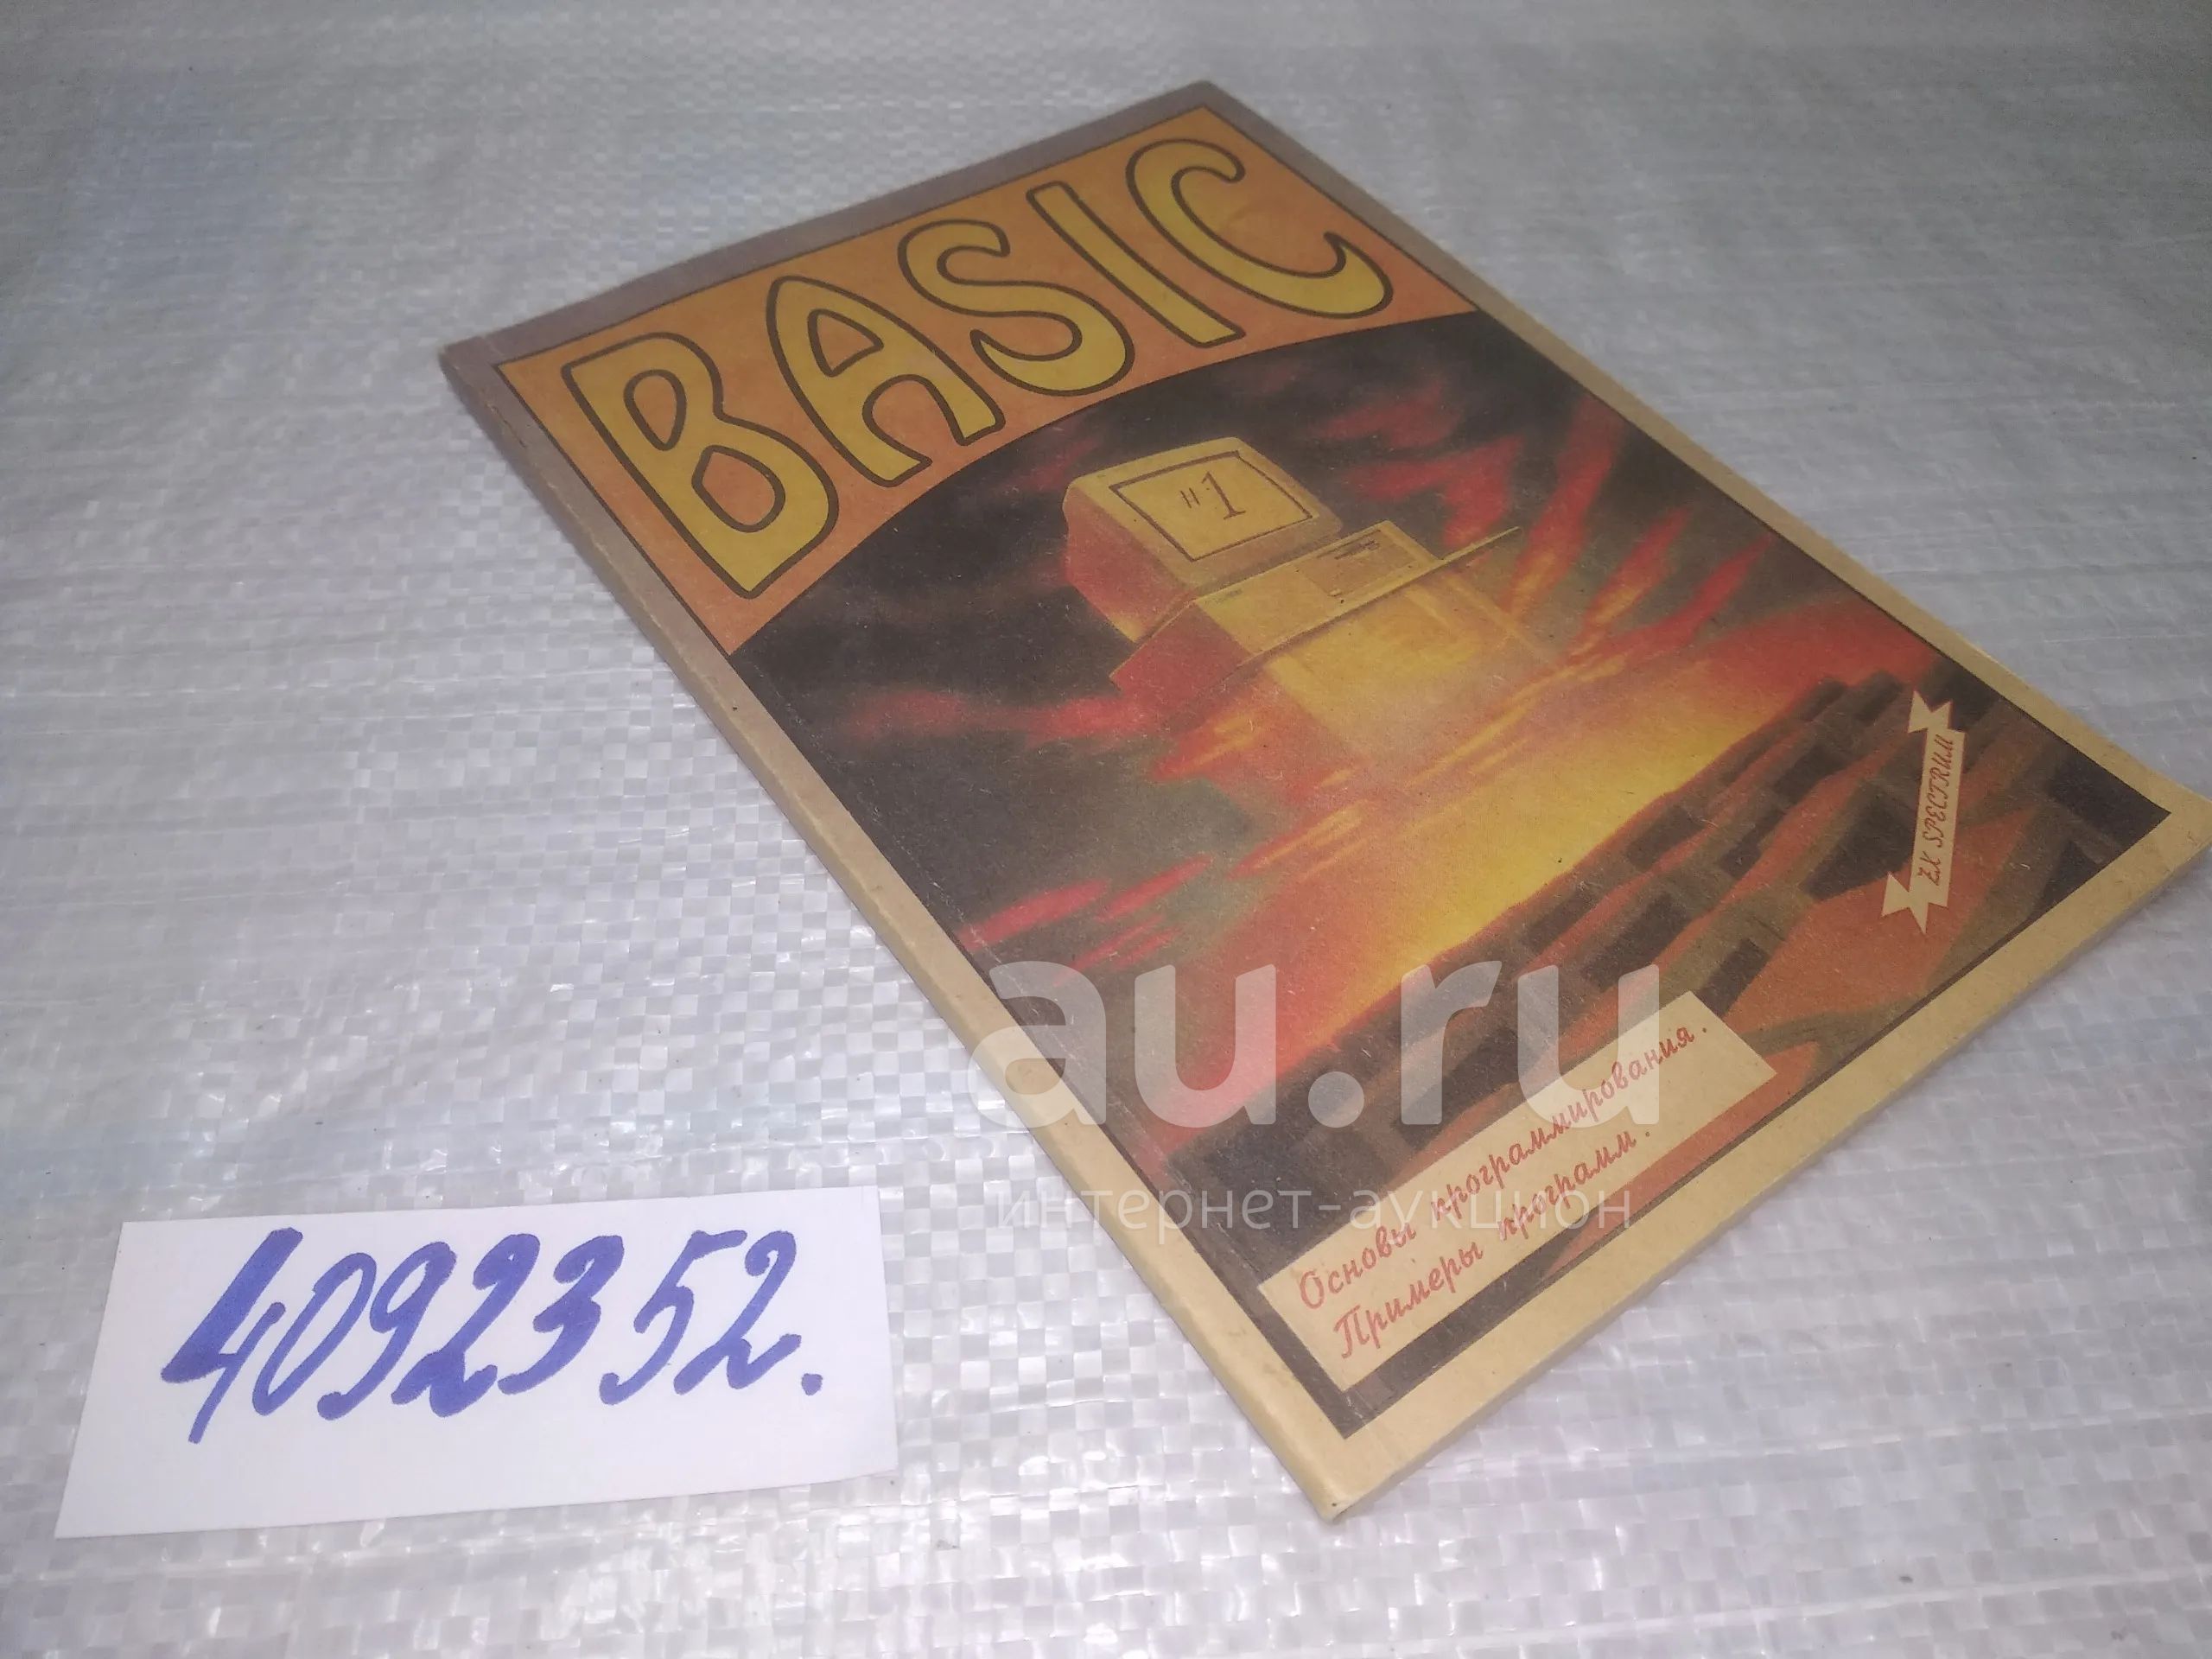 BASIC
#1
ZX SPECTRUM
Основы программирования.
Примеры программ.
4092352.
au.ru
интернет-аукцион